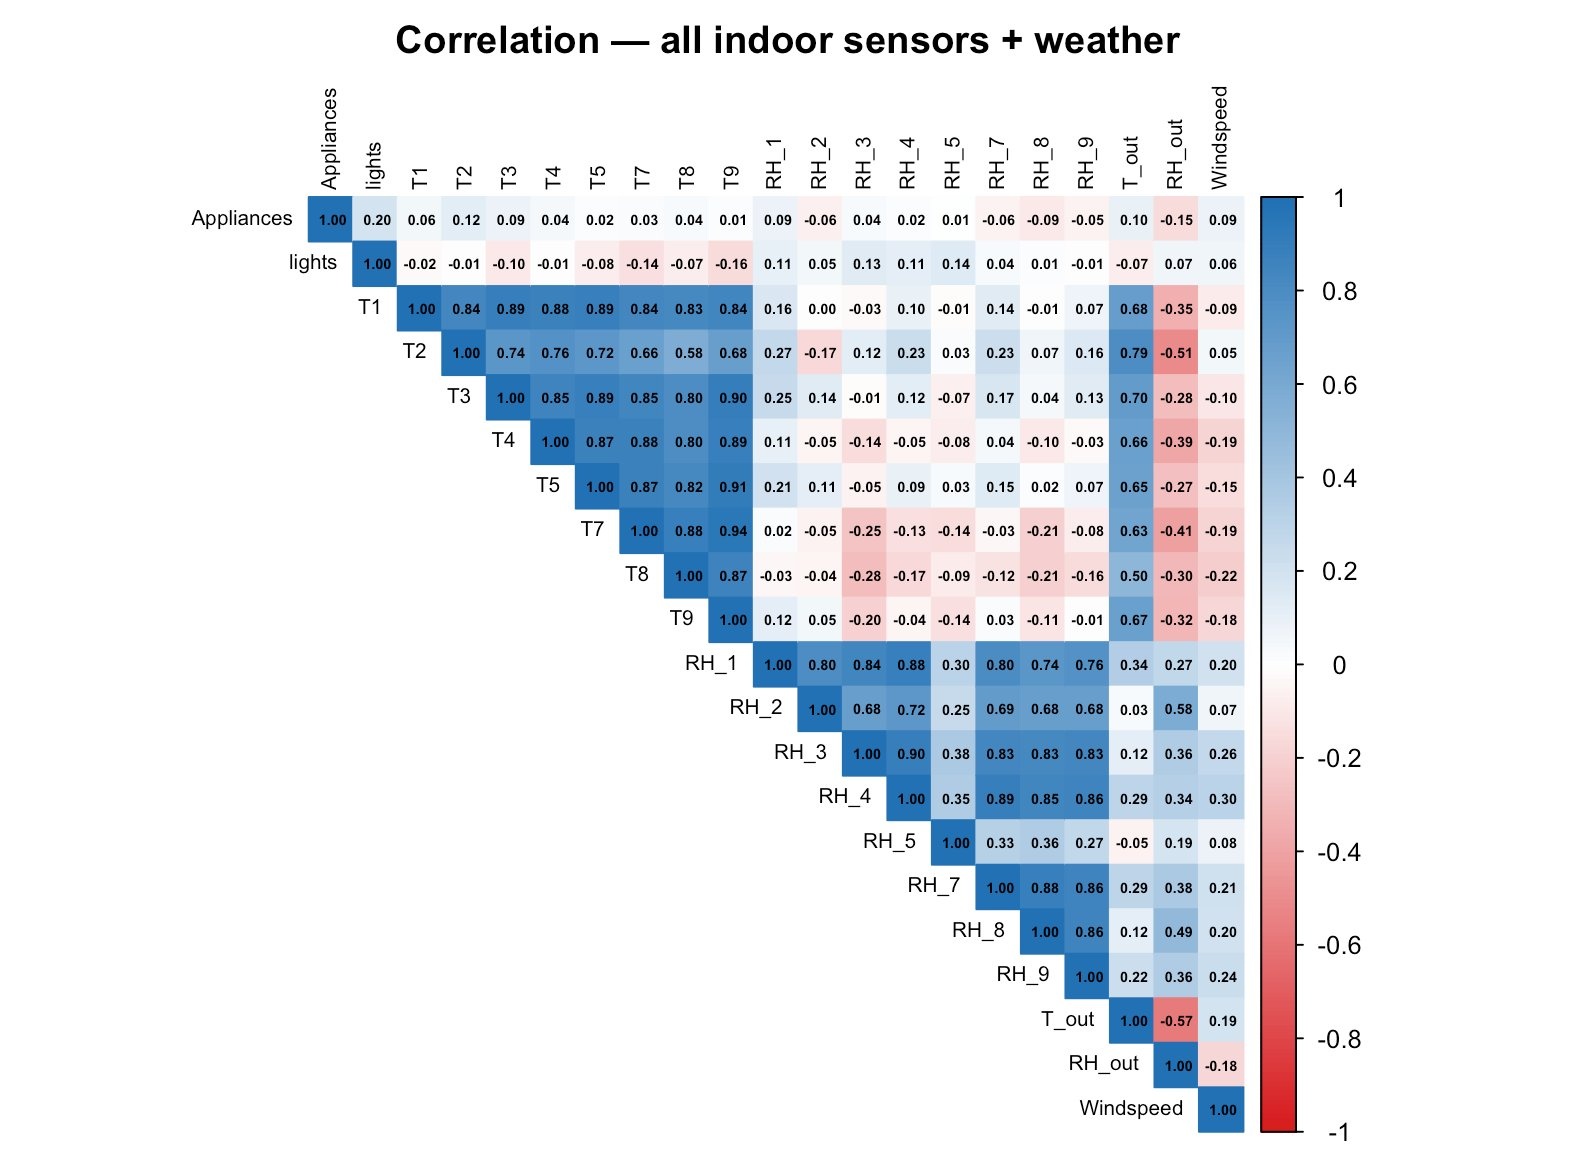 Correlation — all indoor sensors + weather
Appliances lights T1 T2 T3 T4 T5 T7 T8 T9 RH_1 RH_2 RH_3 RH_4 RH_5 RH_7 RH_8 RH_9 T_out RH_out Windspeed
Appliances 1.00 0.20 0.06 0.12 0.09 0.04 0.02 0.03 0.04 0.01 0.09 -0.06 0.04 0.02 0.01 -0.06 -0.09 -0.05 0.10 -0.15 0.09
lights 1.00 -0.02 -0.01 -0.10 -0.01 -0.08 -0.14 -0.07 -0.16 0.11 0.05 0.13 0.11 0.14 0.04 0.01 -0.01 -0.07 0.07 0.06
T1 1.00 0.84 0.89 0.88 0.89 0.84 0.83 0.84 0.16 0.00 -0.03 0.10 -0.01 0.14 -0.01 0.07 0.68 -0.35 -0.09
T2 1.00 0.74 0.76 0.72 0.66 0.58 0.68 0.27 -0.17 0.12 0.23 0.03 0.23 0.07 0.16 0.79 -0.51 0.05
T3 1.00 0.85 0.89 0.85 0.80 0.90 0.25 0.14 -0.01 0.12 -0.07 0.17 0.04 0.13 0.70 -0.28 -0.10
T4 1.00 0.87 0.88 0.80 0.89 0.11 -0.05 -0.14 -0.05 -0.08 0.04 -0.10 -0.03 0.66 -0.39 -0.19
T5 1.00 0.87 0.82 0.91 0.21 0.11 -0.05 0.09 0.03 0.15 0.02 0.07 0.65 -0.27 -0.15
T7 1.00 0.88 0.94 0.02 -0.05 -0.25 -0.13 -0.14 -0.03 -0.21 -0.08 0.63 -0.41 -0.19
T8 1.00 0.87 -0.03 -0.04 -0.28 -0.17 -0.09 -0.12 -0.21 -0.16 0.50 -0.30 -0.22
T9 1.00 0.12 0.05 -0.20 -0.04 -0.14 0.03 -0.11 -0.01 0.67 -0.32 -0.18
RH_1 1.00 0.80 0.84 0.88 0.30 0.80 0.74 0.76 0.34 0.27 0.20
RH_2 1.00 0.68 0.72 0.25 0.69 0.68 0.68 0.03 0.58 0.07
RH_3 1.00 0.90 0.38 0.83 0.83 0.83 0.12 0.36 0.26
RH_4 1.00 0.35 0.89 0.85 0.86 0.29 0.34 0.30
RH_5 1.00 0.33 0.36 0.27 -0.05 0.19 0.08
RH_7 1.00 0.88 0.86 0.29 0.38 0.21
RH_8 1.00 0.86 0.12 0.49 0.20
RH_9 1.00 0.22 0.36 0.24
T_out 1.00 -0.57 0.19
RH_out 1.00 -0.18
Windspeed 1.00
1
0.8
0.6
0.4
0.2
0
-0.2
-0.4
-0.6
-0.8
-1